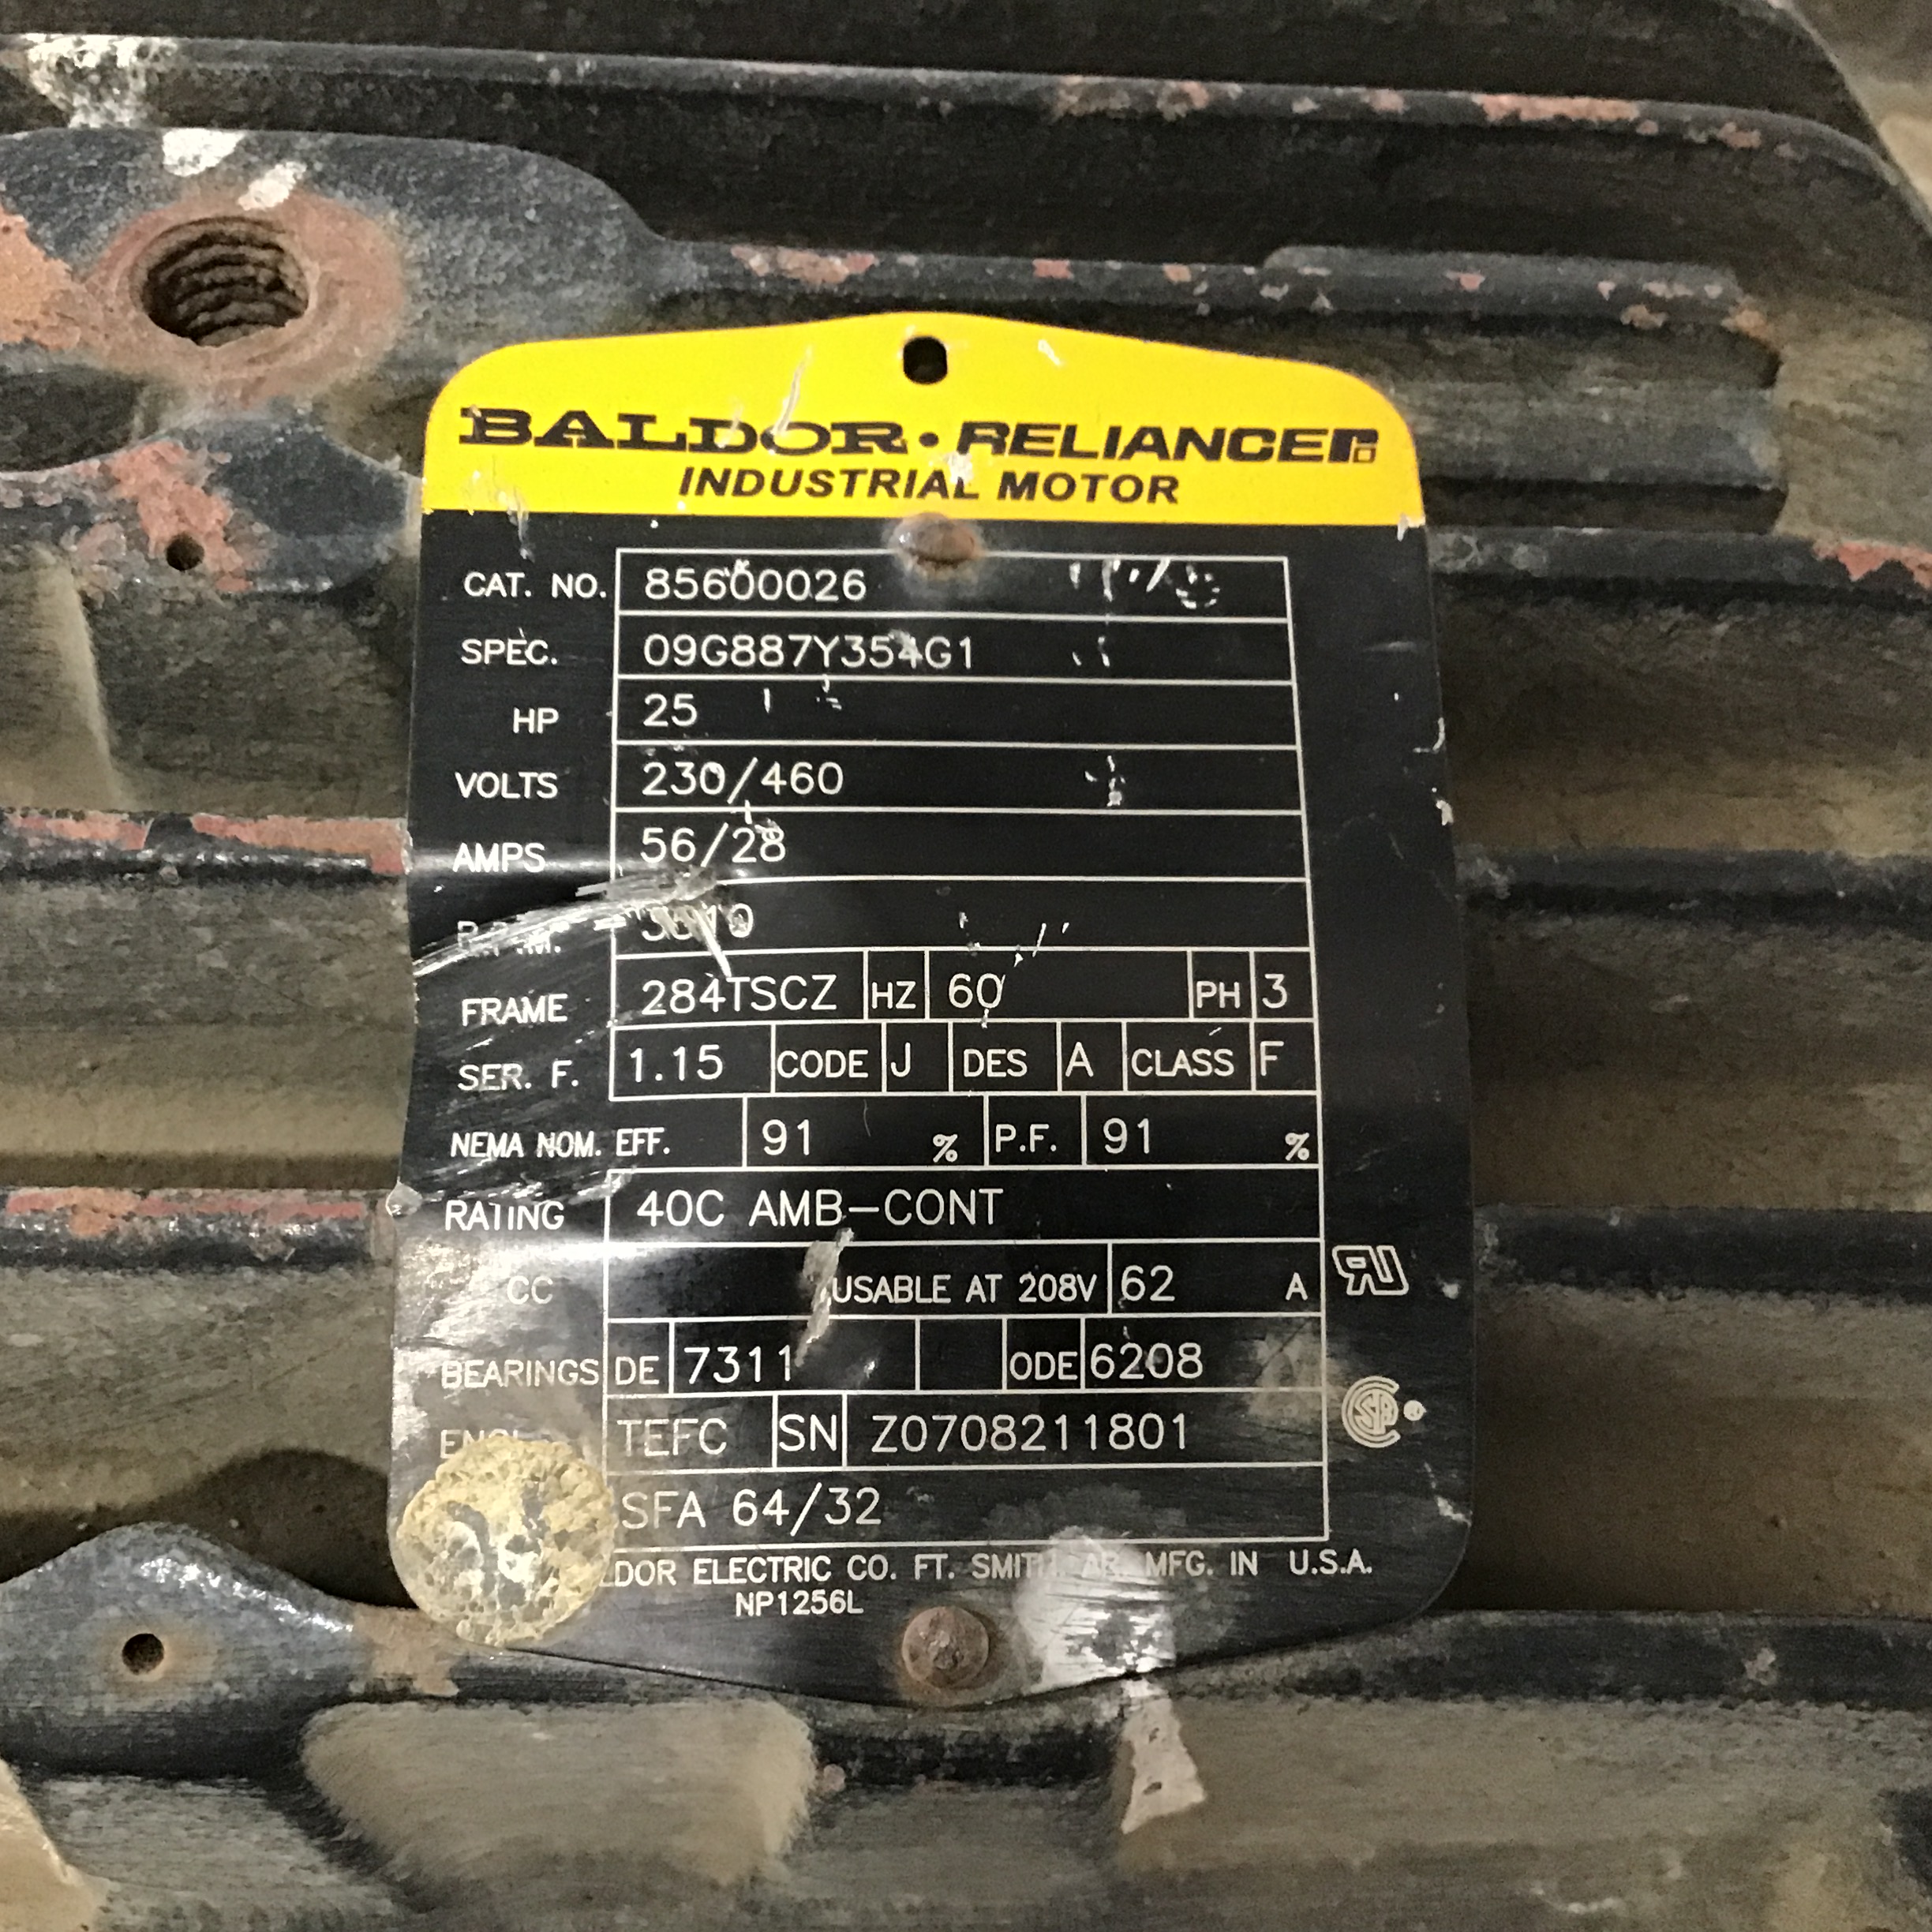 BALDOR • RELIANCE
INDUSTRIAL MOTOR
CAT. NO. 85600026
SPEC. 09G887Y354G1
HP 25
VOLTS 230/460
AMPS 56/28
R.P.M.
FRAME 284TSCZ HZ 60 PH 3
SER. F. 1.15 CODE J DES A CLASS F
NEMA NOM. EFF. 91 % P.F. 91 %
RATING 40C AMB-CONT
CC USABLE AT 208V 62 A
BEARINGS DE 7311 ODE 6208
TEFC SN Z0708211801
SFA 64/32
ELECTRIC CO. FT. SMITH, AR. MFG. IN U.S.A.
NP1256L